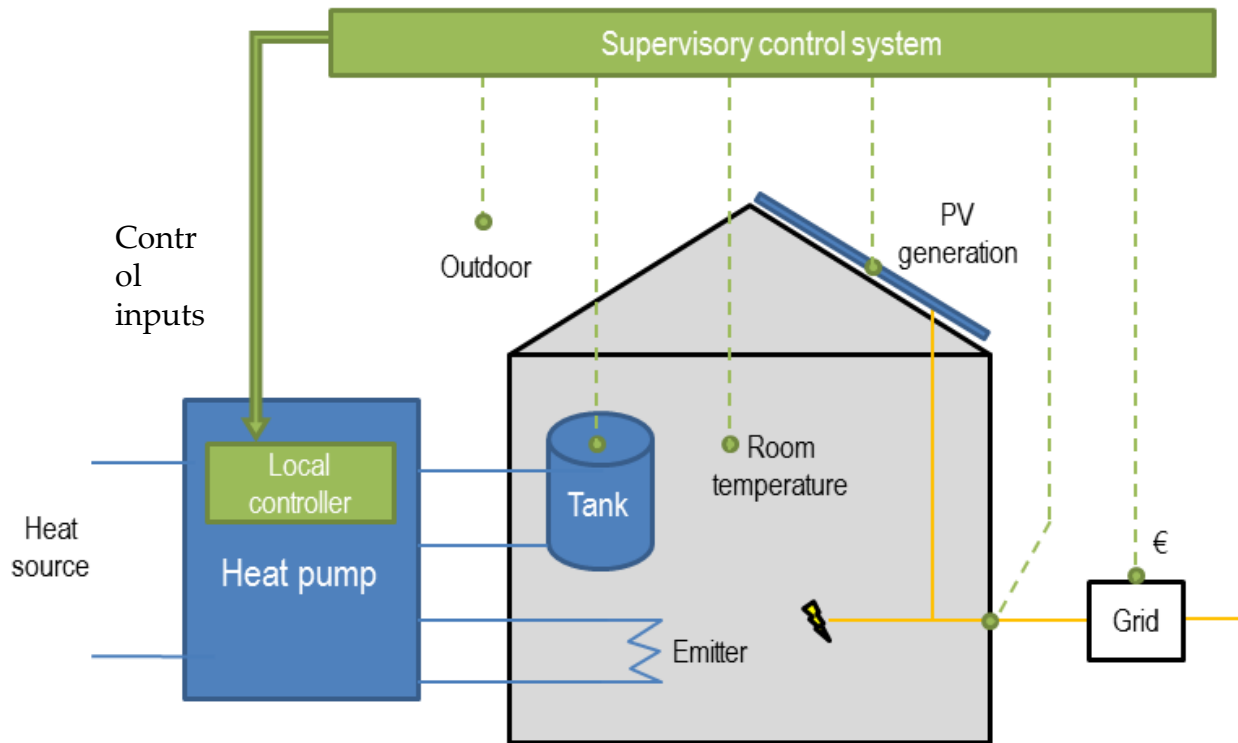 Supervisory control system
Contr
ol
inputs
Outdoor
PV
generation
Local
controller
Heat pump
Heat
source
Tank
Room
temperature
Emitter
€
Grid